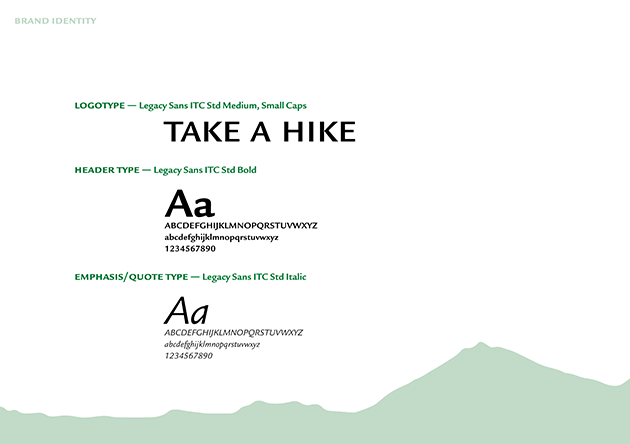 BRAND IDENTITY
LOGOTYPE — Legacy Sans ITC Std Medium, Small Caps
TAKE A HIKE
HEADER TYPE — Legacy Sans ITC Std Bold
Aa
ABCDEFGHIJKLMNOPQRSTUVWXYZ
abcdefghijklmnopqrstuvwxyz
1234567890
EMPHASIS/QUOTE TYPE — Legacy Sans ITC Std Italic
Aa
ABCDEFGHIJKLMNOPQRSTUVWXYZ
abcdefghijklmnopqrstuvwxyz
1234567890